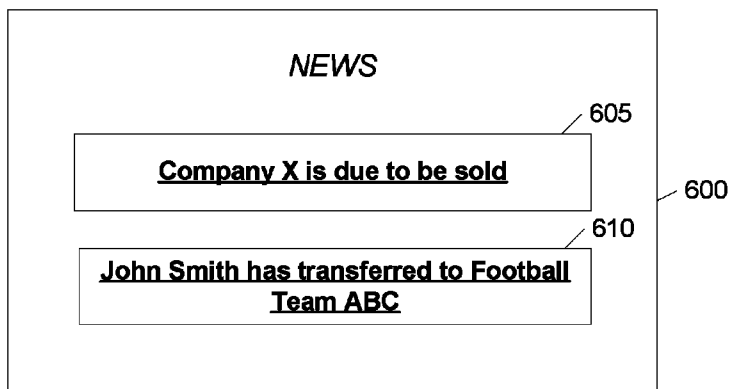 NEWS
605
Company X is due to be sold
600
610
John Smith has transferred to Football
Team ABC